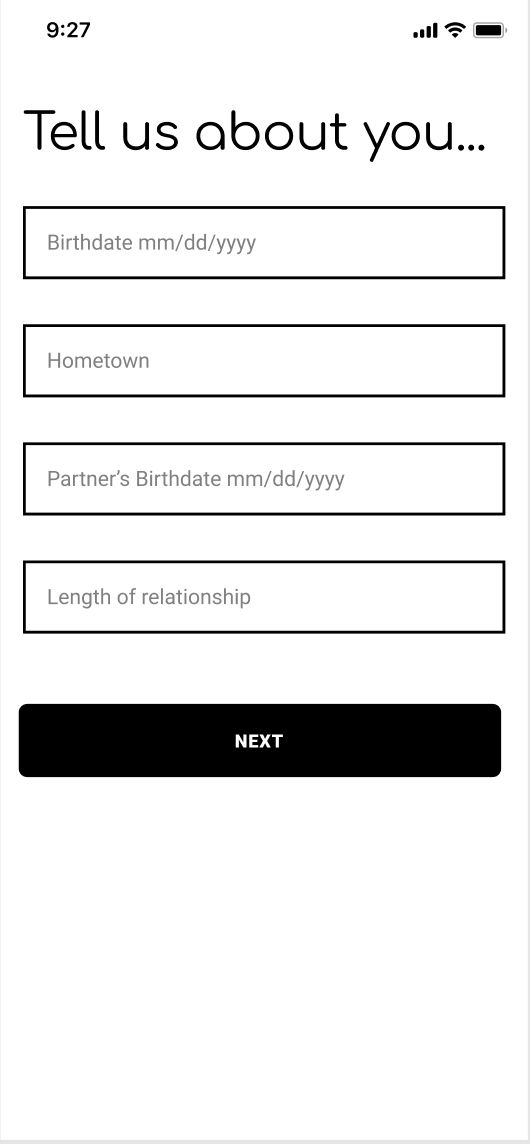 9:27
Tell us about you...
Birthdate mm/dd/yyyy
Hometown
Partner’s Birthdate mm/dd/yyyy
Length of relationship
NEXT